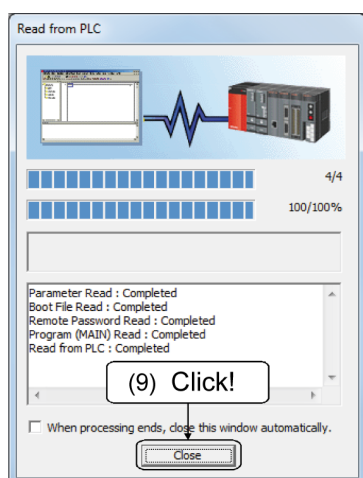 Read from PLC
4/4
100/100%
Parameter Read : Completed
Boot File Read : Completed
Remote Password Read : Completed
Program (MAIN) Read : Completed
Read from PLC : Completed
(9) Click!
When processing ends, close this window automatically.
Close